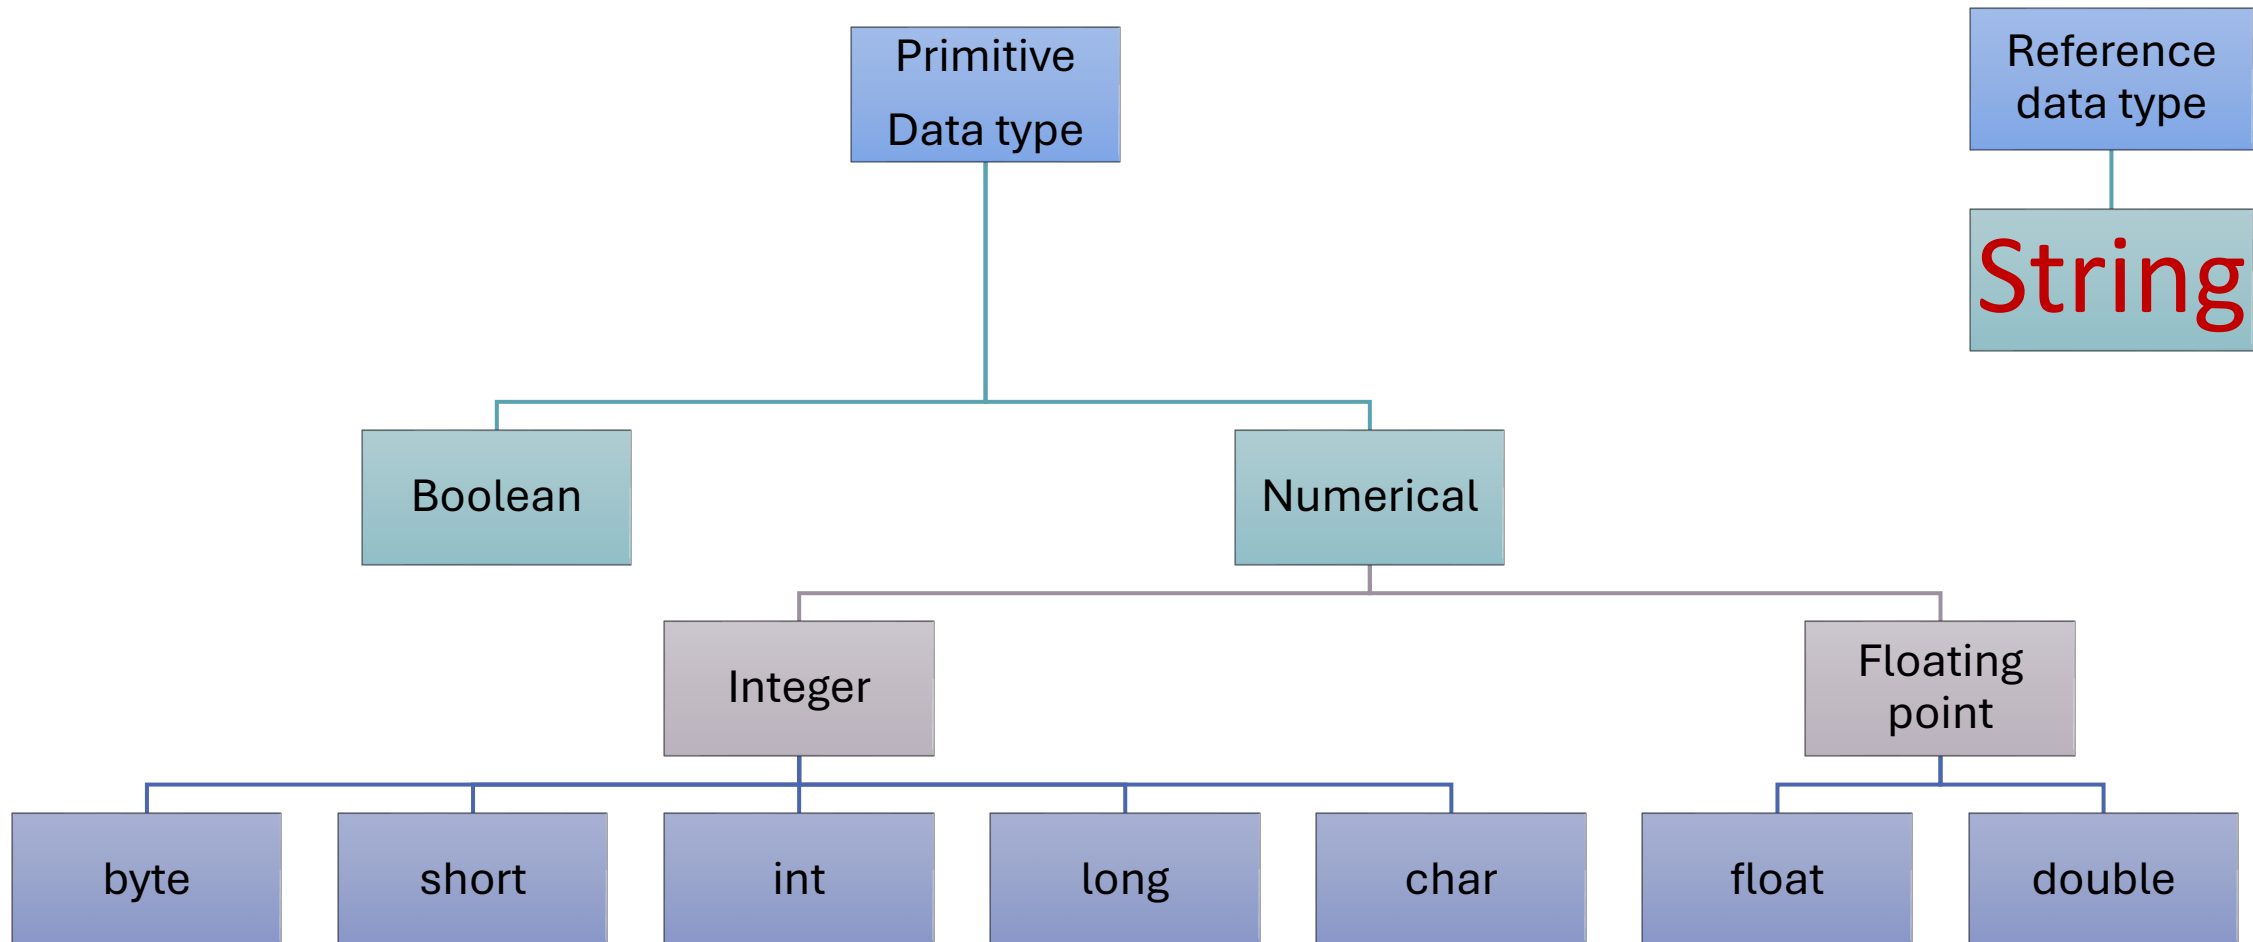 Primitive
Data type
Reference
data type
String
Boolean
Numerical
Integer
Floating
point
byte
short
int
long
char
float
double